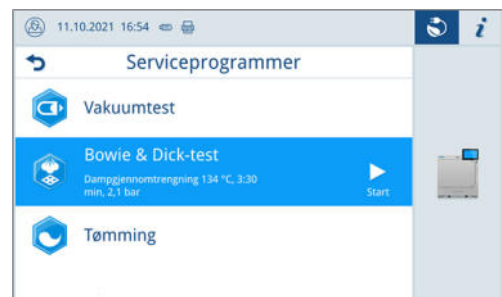 11.10.2021 16:54
i
Serviceprogrammer
Vakuumtest
Bowie & Dick-test
Dampgjennomtrengning 134 °C, 3:30
min, 2,1 bar
Start
Tømming